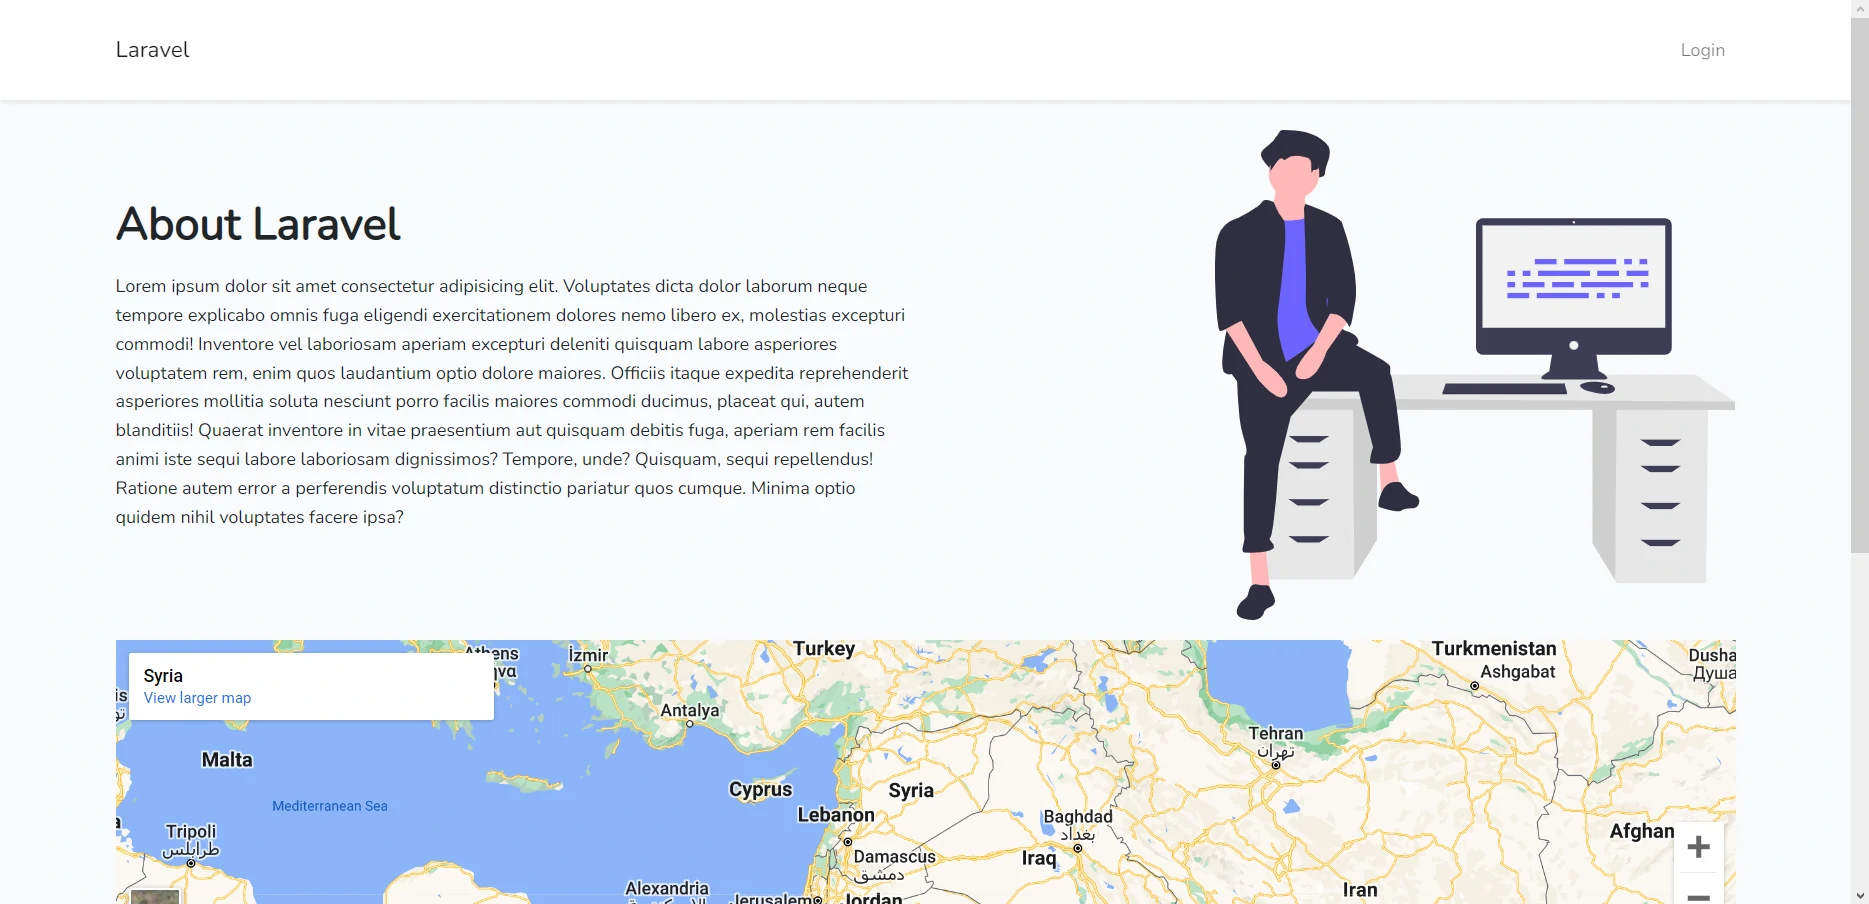 Laravel
Login
About Laravel
Lorem ipsum dolor sit amet consectetur adipisicing elit. Voluptates dicta dolor laborum neque
tempore explicabo omnis fuga eligendi exercitationem dolores nemo libero ex, molestias excepturi
commodi! Inventore vel laboriosam aperiam excepturi deleniti quisquam labore asperiores
voluptatem rem, enim quos laudantium optio dolore maiores. Officiis itaque expedita reprehenderit
asperiores mollitia soluta nesciunt porro facilis maiores commodi ducimus, placeat qui, autem
blanditiis! Quaerat inventore in vitae praesentium aut quisquam debitis fuga, aperiam rem facilis
animi iste sequi labore laboriosam dignissimos? Tempore, unde? Quisquam, sequi repellendus!
Ratione autem error a perferendis voluptatum distinctio pariatur quos cumque. Minima optio
quidem nihil voluptates facere ipsa?
Syria
View larger map
Athens
İzmir
Turkey
Turkmenistan
Ashgabat
Dusha
Душа
Antalya
Tehran
تهران
Malta
Cyprus
Syria
Mediterranean Sea
Lebanon
Baghdad
بغداد
Tripoli
طرابلس
Afghan
Damascus
دمشق
Iraq
Iran
Alexandria
Jerusalem
Jordan